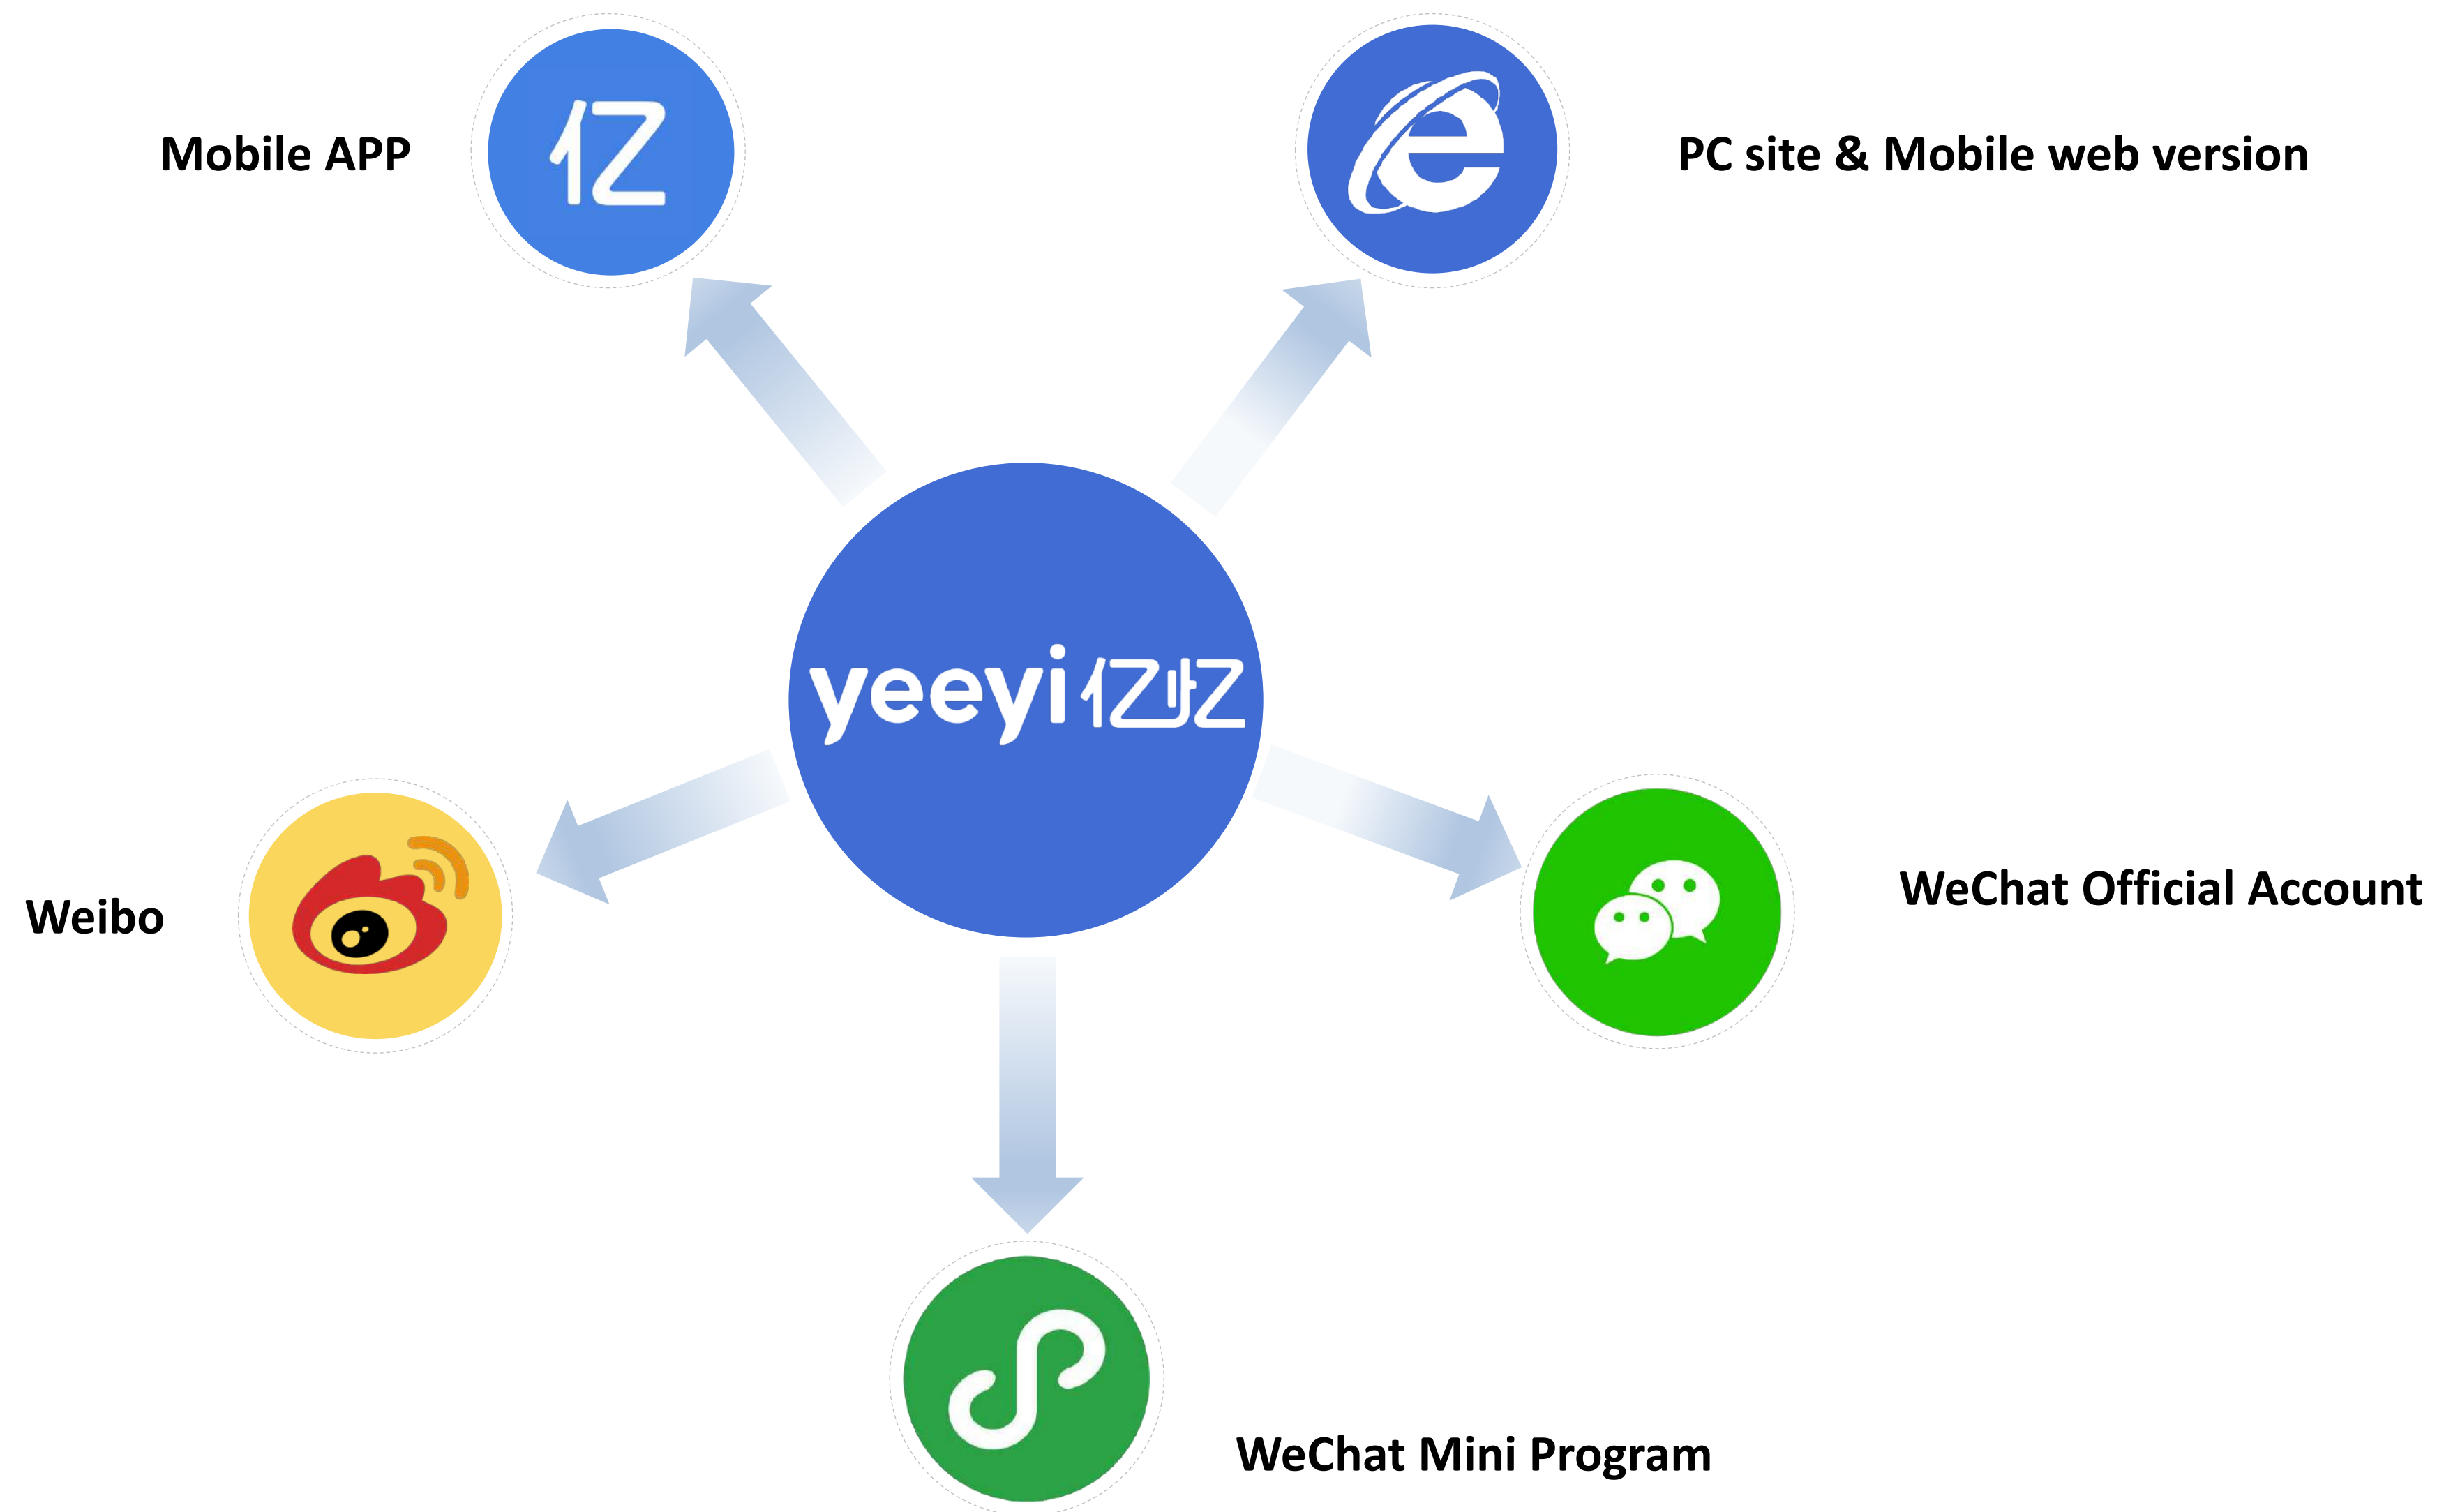 亿
Mobile APP
PC site & Mobile web version
yeeyi亿忆
Weibo
WeChat Official Account
WeChat Mini Program